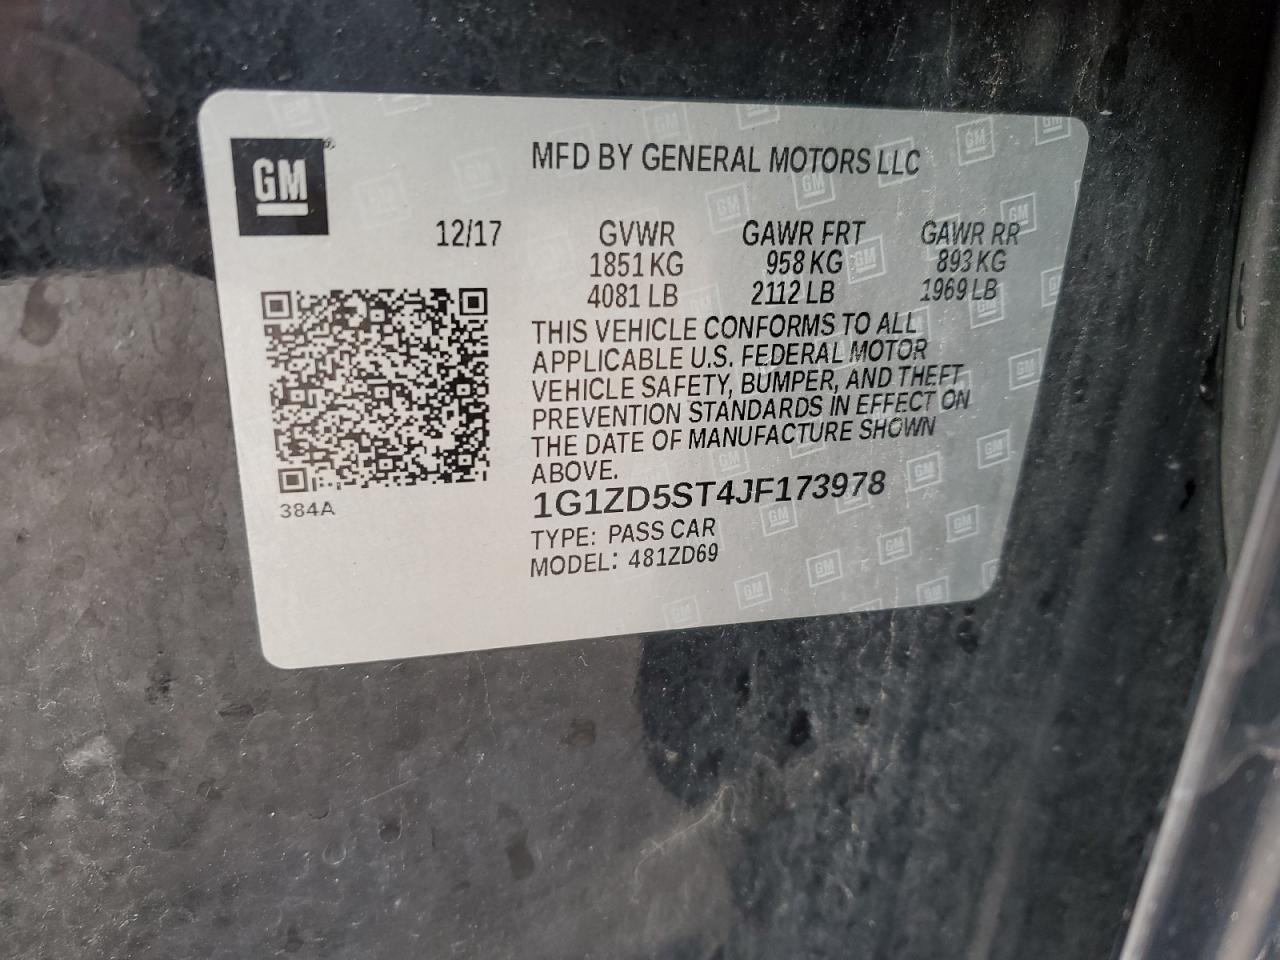 GM
MFD BY GENERAL MOTORS LLC
12/17 GVWR GAWR FRT GAWR RR
1851 KG 958 KG 893 KG
4081 LB 2112 LB 1969 LB
THIS VEHICLE CONFORMS TO ALL
APPLICABLE U.S. FEDERAL MOTOR
VEHICLE SAFETY, BUMPER, AND THEFT
PREVENTION STANDARDS IN EFFECT ON
THE DATE OF MANUFACTURE SHOWN
ABOVE.
384A
1G1ZD5ST4JF173978
TYPE: PASS CAR
MODEL: 481ZD69